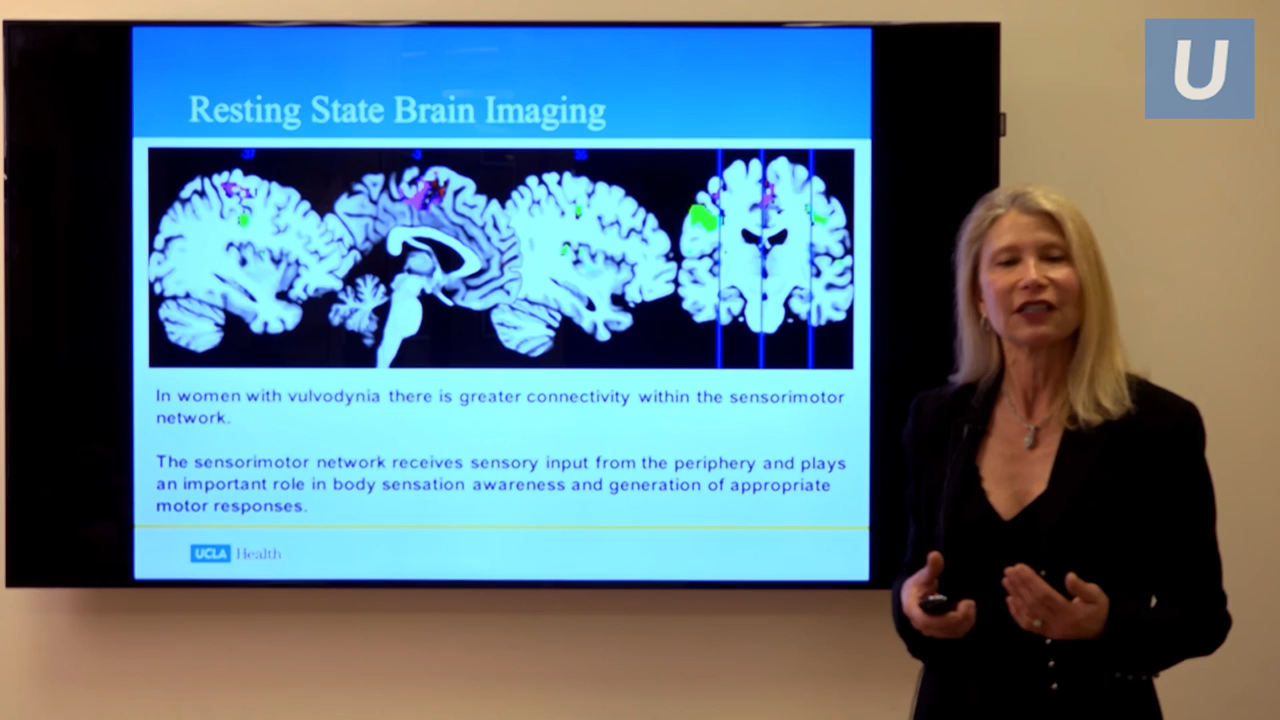 U
Resting State Brain Imaging
In women with vulvodynia there is greater connectivity within the sensorimotor
network.
The sensorimotor network receives sensory input from the periphery and plays
an important role in body sensation awareness and generation of appropriate
motor responses.
UCLA Health